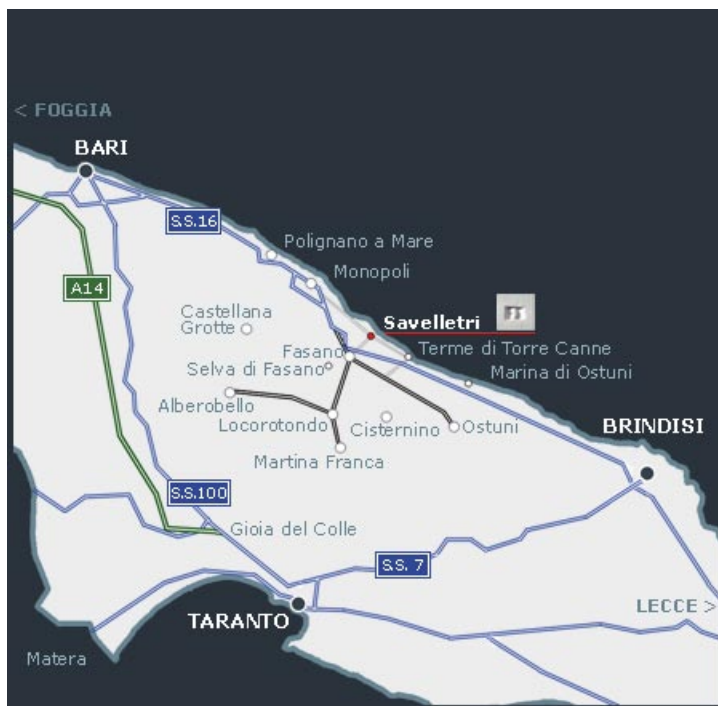 < FOGGIA
BARI
S.S.16
Polignano a Mare
Monopoli
A14
Castellana
Grotte
Savelletri
Fasano
Terme di Torre Canne
Selva di Fasano
Marina di Ostuni
Alberobello
Locorotondo
Cisternino
Ostuni
BRINDISI
Martina Franca
S.S.100
Gioia del Colle
S.S. 7
LECCE >
TARANTO
Matera